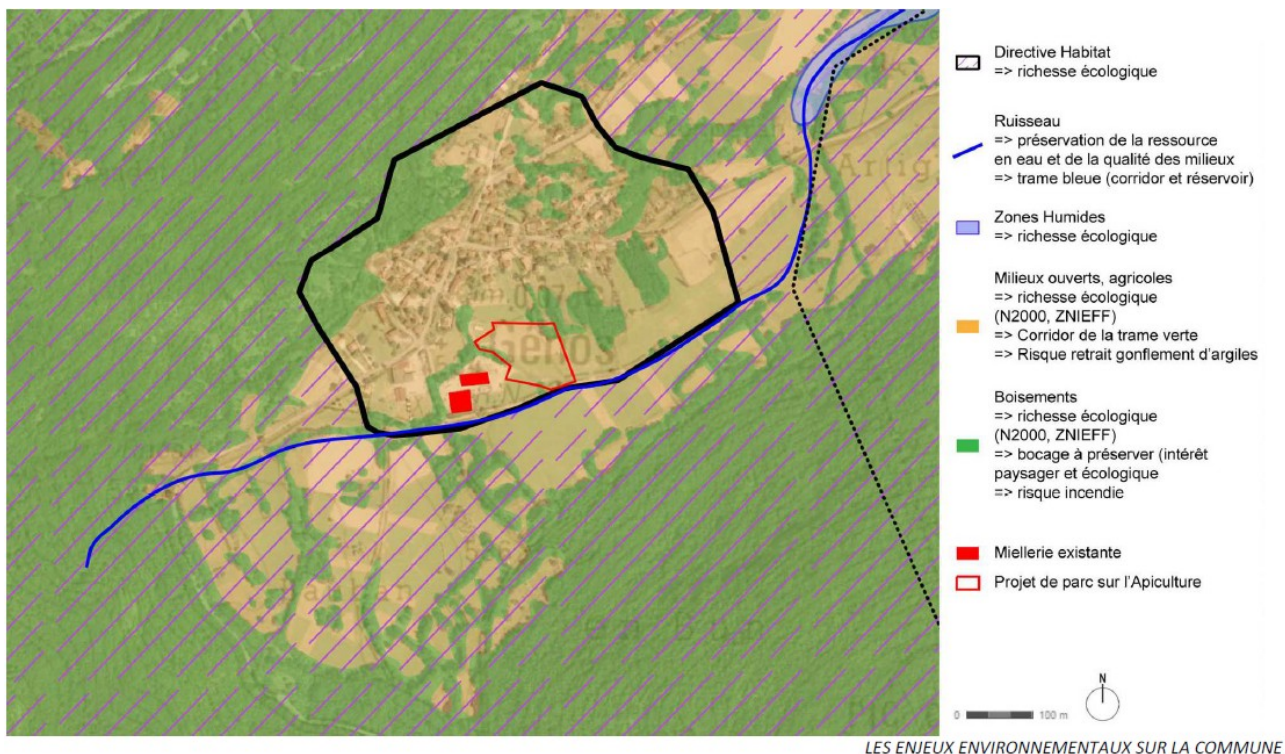 Directive Habitat
=> richesse écologique
Ruisseau
=> préservation de la ressource
en eau et de la qualité des milieux
=> trame bleue (corridor et réservoir)
Zones Humides
=> richesse écologique
Milieux ouverts, agricoles
=> richesse écologique
(N2000, ZNIEFF)
=> Corridor de la trame verte
=> Risque retrait gonflement d'argiles
Boisements
=> richesse écologique
(N2000, ZNIEFF)
=> bocage à préserver (intérêt
paysager et écologique
=> risque incendie
Miellerie existante
Projet de parc sur l'Apiculture
N
0 100 m
Génos
LES ENJEUX ENVIRONNEMENTAUX SUR LA COMMUNE